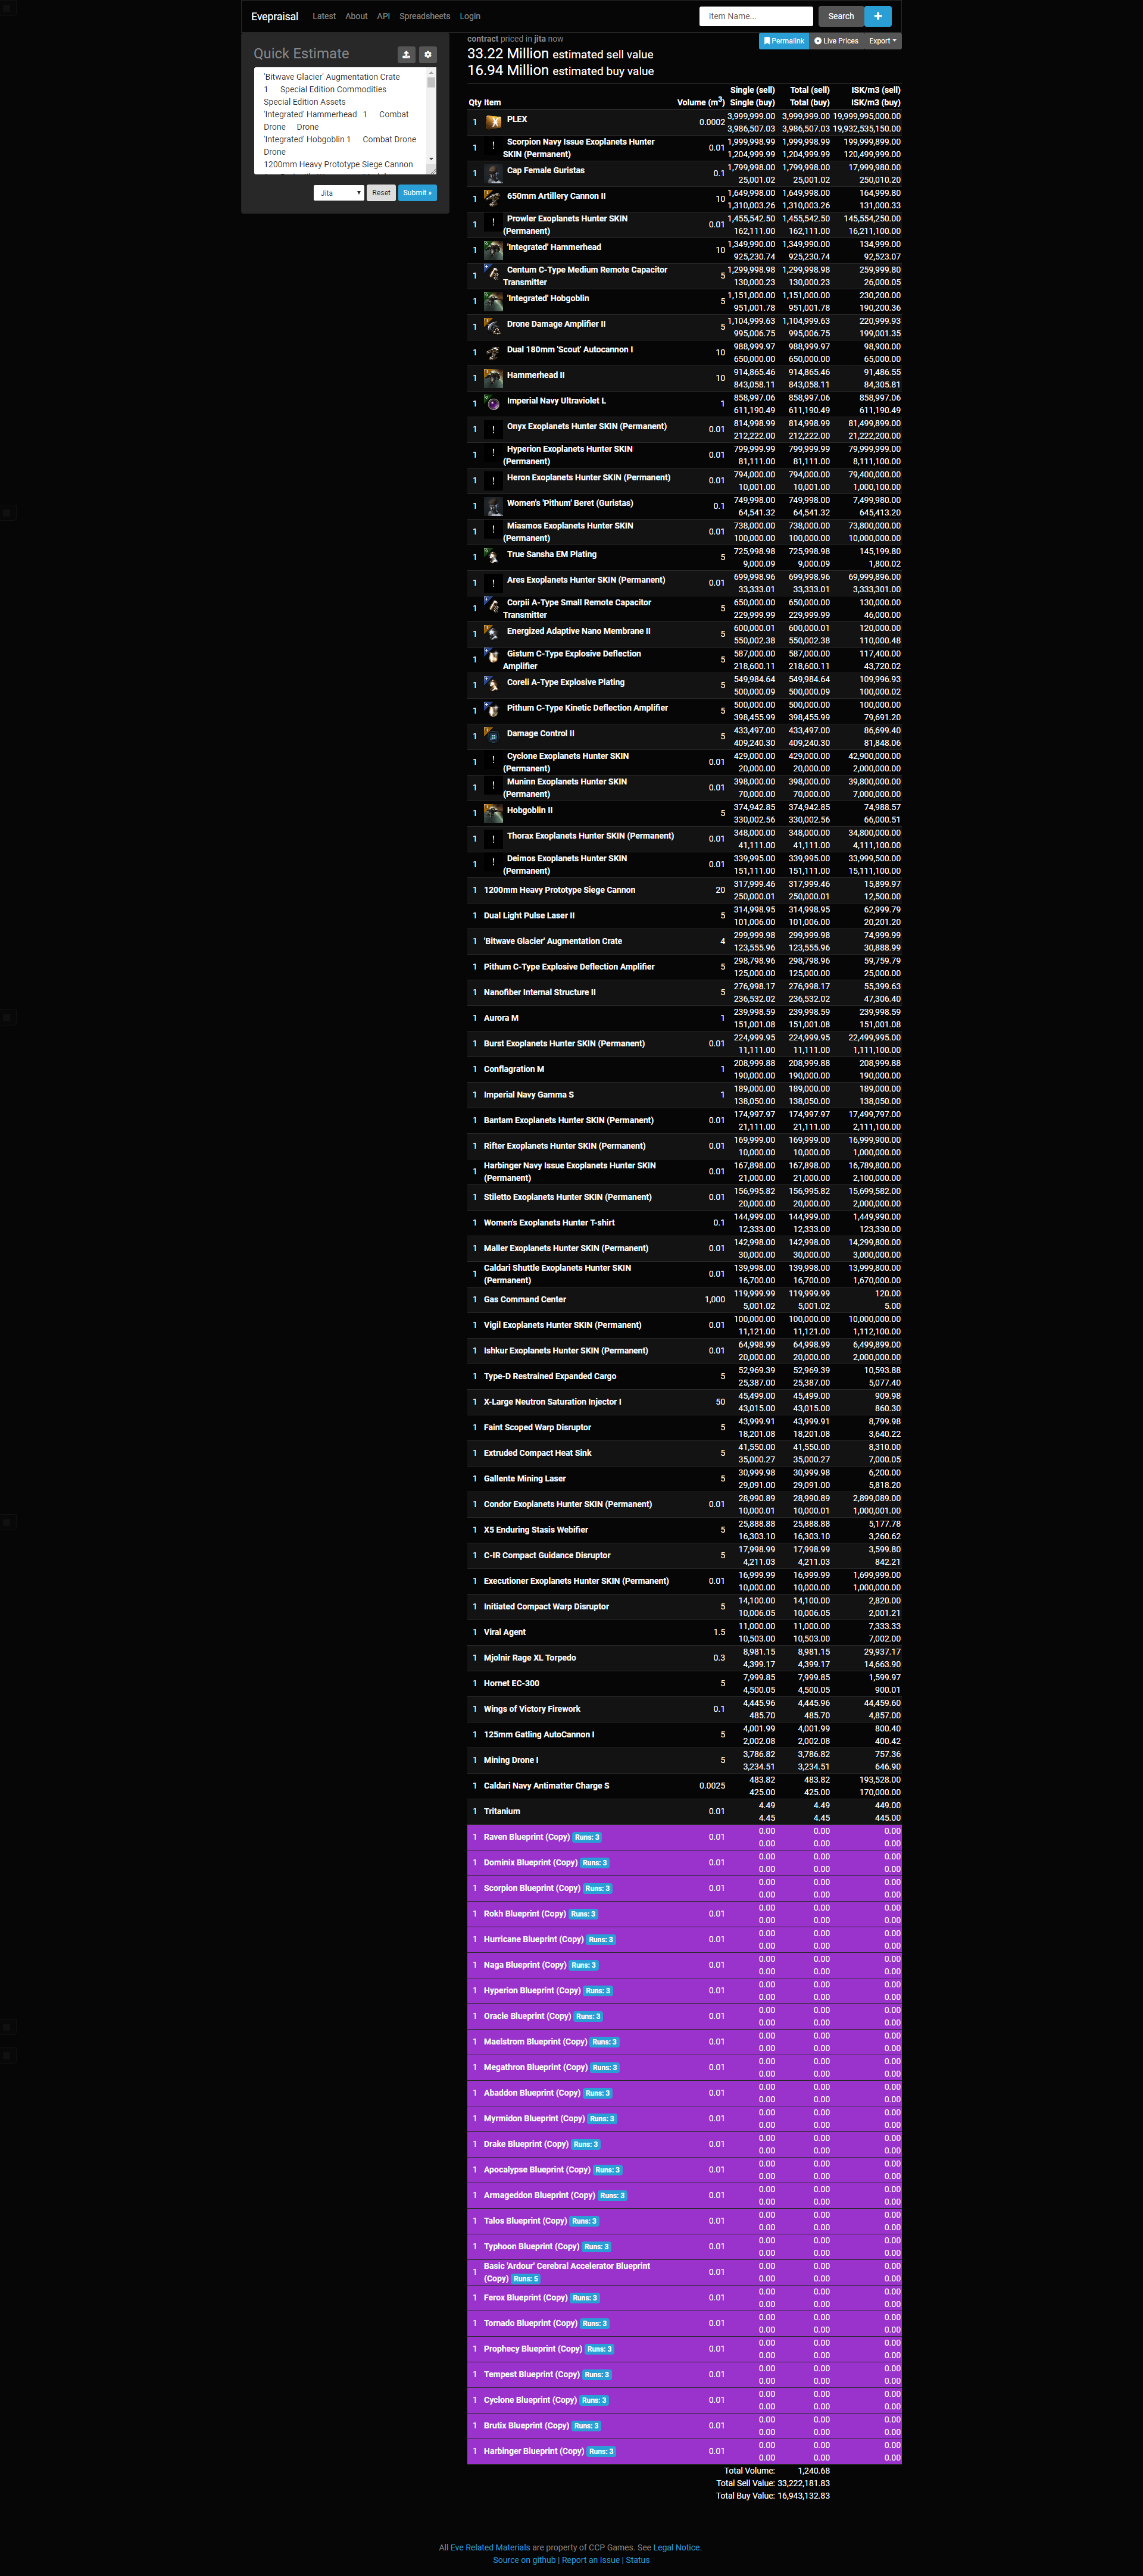 Evepraisal Latest About API Spreadsheets Login Item Name... Search +
Quick Estimate
'Bitwave Glacier' Augmentation Crate
1 Special Edition Commodities
Special Edition Assets
'Integrated' Hammerhead 1 Combat
Drone Drone
'Integrated' Hobgoblin 1 Combat Drone
Drone
1200mm Heavy Prototype Siege Cannon
Jita Reset Submit »
contract priced in jita now
Permalink Live Prices Export
33.22 Million estimated sell value
16.94 Million estimated buy value
Single (sell) Total (sell) ISK/m3 (sell)
Qty Item Volume (m3) Single (buy) Total (buy) ISK/m3 (buy)
1 PLEX 0.0002 3,999,999.00 3,999,999.00 19,999,995,000.00
3,986,507.03 3,986,507.03 19,932,535,150.00
1 Scorpion Navy Issue Exoplanets Hunter 0.01 1,999,998.99 1,999,998.99 199,999,899.00
SKIN (Permanent) 1,204,999.99 1,204,999.99 120,499,999.00
1 Cap Female Guristas 0.1 1,799,998.00 1,799,998.00 17,999,980.00
25,001.02 25,001.02 250,010.20
1 650mm Artillery Cannon II 10 1,649,998.00 1,649,998.00 164,999.80
1,310,003.26 1,310,003.26 131,000.33
1 Prowler Exoplanets Hunter SKIN 0.01 1,455,542.50 1,455,542.50 145,554,250.00
(Permanent) 162,111.00 162,111.00 16,211,100.00
1 'Integrated' Hammerhead 10 1,349,990.00 1,349,990.00 134,999.00
925,230.74 925,230.74 92,523.07
1 Centum C-Type Medium Remote Capacitor 5 1,299,998.98 1,299,998.98 259,999.80
Transmitter 130,000.23 130,000.23 26,000.05
1 'Integrated' Hobgoblin 5 1,151,000.00 1,151,000.00 230,200.00
951,001.78 951,001.78 190,200.36
1 Drone Damage Amplifier II 5 1,104,999.63 1,104,999.63 220,999.93
995,006.75 995,006.75 199,001.35
1 Dual 180mm 'Scout' Autocannon I 10 988,999.97 988,999.97 98,900.00
650,000.00 650,000.00 65,000.00
1 Hammerhead II 10 914,865.46 914,865.46 91,486.55
843,058.11 843,058.11 84,305.81
1 Imperial Navy Ultraviolet L 1 858,997.06 858,997.06 858,997.06
611,190.49 611,190.49 611,190.49
1 Onyx Exoplanets Hunter SKIN (Permanent) 0.01 814,998.99 814,998.99 81,499,899.00
212,222.00 212,222.00 21,222,200.00
1 Hyperion Exoplanets Hunter SKIN 0.01 799,999.99 799,999.99 79,999,999.00
(Permanent) 81,111.00 81,111.00 8,111,100.00
1 Heron Exoplanets Hunter SKIN (Permanent) 0.01 794,000.00 794,000.00 79,400,000.00
10,001.00 10,001.00 1,000,100.00
1 Women's 'Pithum' Beret (Guristas) 0.1 749,998.00 749,998.00 7,499,980.00
64,541.32 64,541.32 645,413.20
1 Miasmos Exoplanets Hunter SKIN 0.01 738,000.00 738,000.00 73,800,000.00
(Permanent) 100,000.00 100,000.00 10,000,000.00
1 True Sansha EM Plating 5 725,998.98 725,998.98 145,199.80
9,000.09 9,000.09 1,800.02
1 Ares Exoplanets Hunter SKIN (Permanent) 0.01 699,998.96 699,998.96 69,999,896.00
33,333.01 33,333.01 3,333,301.00
1 Corpii A-Type Small Remote Capacitor 5 650,000.00 650,000.00 130,000.00
Transmitter 229,999.99 229,999.99 46,000.00
1 Energized Adaptive Nano Membrane II 5 600,000.01 600,000.01 120,000.00
550,002.38 550,002.38 110,000.48
1 Gistum C-Type Explosive Deflection 5 587,000.00 587,000.00 117,400.00
Amplifier 218,600.11 218,600.11 43,720.02
1 Coreli A-Type Explosive Plating 5 549,984.64 549,984.64 109,996.93
500,000.09 500,000.09 100,000.02
1 Pithum C-Type Kinetic Deflection Amplifier 5 500,000.00 500,000.00 100,000.00
398,455.99 398,455.99 79,691.20
1 Damage Control II 5 433,497.00 433,497.00 86,699.40
409,240.30 409,240.30 81,848.06
1 Cyclone Exoplanets Hunter SKIN 0.01 429,000.00 429,000.00 42,900,000.00
(Permanent) 20,000.00 20,000.00 2,000,000.00
1 Muninn Exoplanets Hunter SKIN 0.01 398,000.00 398,000.00 39,800,000.00
(Permanent) 70,000.00 70,000.00 7,000,000.00
1 Hobgoblin II 5 374,942.85 374,942.85 74,988.57
330,002.56 330,002.56 66,000.51
1 Thorax Exoplanets Hunter SKIN (Permanent) 0.01 348,000.00 348,000.00 34,800,000.00
41,111.00 41,111.00 4,111,100.00
1 Deimos Exoplanets Hunter SKIN 0.01 339,995.00 339,995.00 33,999,500.00
(Permanent) 151,111.00 151,111.00 15,111,100.00
1 1200mm Heavy Prototype Siege Cannon 20 317,999.46 317,999.46 15,899.97
250,000.01 250,000.01 12,500.00
1 Dual Light Pulse Laser II 5 314,998.95 314,998.95 62,999.79
101,006.00 101,006.00 20,201.20
1 'Bitwave Glacier' Augmentation Crate 4 299,999.98 299,999.98 74,999.99
123,555.96 123,555.96 30,888.99
1 Pithum C-Type Explosive Deflection Amplifier 5 298,798.96 298,798.96 59,759.79
125,000.00 125,000.00 25,000.00
1 Nanofiber Internal Structure II 5 276,998.17 276,998.17 55,399.63
236,532.02 236,532.02 47,306.40
1 Aurora M 1 239,998.59 239,998.59 239,998.59
151,001.08 151,001.08 151,001.08
1 Burst Exoplanets Hunter SKIN (Permanent) 0.01 224,999.95 224,999.95 22,499,995.00
11,111.00 11,111.00 1,111,100.00
1 Conflagration M 1 208,999.88 208,999.88 208,999.88
190,000.00 190,000.00 190,000.00
1 Imperial Navy Gamma S 1 189,000.00 189,000.00 189,000.00
138,050.00 138,050.00 138,050.00
1 Bantam Exoplanets Hunter SKIN (Permanent) 0.01 174,997.97 174,997.97 17,499,797.00
21,111.00 21,111.00 2,111,100.00
1 Rifter Exoplanets Hunter SKIN (Permanent) 0.01 169,999.00 169,999.00 16,999,900.00
10,000.00 10,000.00 1,000,000.00
1 Harbinger Navy Issue Exoplanets Hunter SKIN 0.01 167,898.00 167,898.00 16,789,800.00
(Permanent) 21,000.00 21,000.00 2,100,000.00
1 Stiletto Exoplanets Hunter SKIN (Permanent) 0.01 156,995.82 156,995.82 15,699,582.00
20,000.00 20,000.00 2,000,000.00
1 Women's Exoplanets Hunter T-shirt 0.1 144,999.00 144,999.00 1,449,990.00
12,333.00 12,333.00 123,330.00
1 Maller Exoplanets Hunter SKIN (Permanent) 0.01 142,998.00 142,998.00 14,299,800.00
30,000.00 30,000.00 3,000,000.00
1 Caldari Shuttle Exoplanets Hunter SKIN 0.01 139,998.00 139,998.00 13,999,800.00
(Permanent) 16,700.00 16,700.00 1,670,000.00
1 Gas Command Center 1,000 119,999.99 119,999.99 120.00
5,001.02 5,001.02 5.00
1 Vigil Exoplanets Hunter SKIN (Permanent) 0.01 100,000.00 100,000.00 10,000,000.00
11,121.00 11,121.00 1,112,100.00
1 Ishkur Exoplanets Hunter SKIN (Permanent) 0.01 64,998.99 64,998.99 6,499,899.00
20,000.00 20,000.00 2,000,000.00
1 Type-D Restrained Expanded Cargo 5 52,969.39 52,969.39 10,593.88
25,387.00 25,387.00 5,077.40
1 X-Large Neutron Saturation Injector I 50 45,499.00 45,499.00 909.98
43,015.00 43,015.00 860.30
1 Faint Scoped Warp Disruptor 5 43,999.91 43,999.91 8,799.98
18,201.08 18,201.08 3,640.22
1 Extruded Compact Heat Sink 5 41,550.00 41,550.00 8,310.00
35,000.27 35,000.27 7,000.05
1 Gallente Mining Laser 5 30,999.98 30,999.98 6,200.00
29,091.00 29,091.00 5,818.20
1 Condor Exoplanets Hunter SKIN (Permanent) 0.01 28,990.89 28,990.89 2,899,089.00
10,000.01 10,000.01 1,000,001.00
1 X5 Enduring Stasis Webifier 5 25,888.88 25,888.88 5,177.78
16,303.10 16,303.10 3,260.62
1 C-IR Compact Guidance Disruptor 5 17,998.99 17,998.99 3,599.80
4,211.03 4,211.03 842.21
1 Executioner Exoplanets Hunter SKIN (Permanent) 0.01 16,999.99 16,999.99 1,699,999.00
10,000.00 10,000.00 1,000,000.00
1 Initiated Compact Warp Disruptor 5 14,100.00 14,100.00 2,820.00
10,006.05 10,006.05 2,001.21
1 Viral Agent 1.5 11,000.00 11,000.00 7,333.33
10,503.00 10,503.00 7,002.00
1 Mjolnir Rage XL Torpedo 0.3 8,981.15 8,981.15 29,937.17
4,399.17 4,399.17 14,663.90
1 Hornet EC-300 5 7,999.85 7,999.85 1,599.97
4,500.05 4,500.05 900.01
1 Wings of Victory Firework 0.1 4,445.96 4,445.96 44,459.60
485.70 485.70 4,857.00
1 125mm Gatling AutoCannon I 5 4,001.99 4,001.99 800.40
2,002.08 2,002.08 400.42
1 Mining Drone I 5 3,786.82 3,786.82 757.36
3,234.51 3,234.51 646.90
1 Caldari Navy Antimatter Charge S 0.0025 483.82 483.82 193,528.00
425.00 425.00 170,000.00
1 Tritanium 0.01 4.49 4.49 449.00
4.45 4.45 445.00
1 Raven Blueprint (Copy) Runs: 3 0.01 0.00 0.00 0.00
0.00 0.00 0.00
1 Dominix Blueprint (Copy) Runs: 3 0.01 0.00 0.00 0.00
0.00 0.00 0.00
1 Scorpion Blueprint (Copy) Runs: 3 0.01 0.00 0.00 0.00
0.00 0.00 0.00
1 Rokh Blueprint (Copy) Runs: 3 0.01 0.00 0.00 0.00
0.00 0.00 0.00
1 Hurricane Blueprint (Copy) Runs: 3 0.01 0.00 0.00 0.00
0.00 0.00 0.00
1 Naga Blueprint (Copy) Runs: 3 0.01 0.00 0.00 0.00
0.00 0.00 0.00
1 Hyperion Blueprint (Copy) Runs: 3 0.01 0.00 0.00 0.00
0.00 0.00 0.00
1 Oracle Blueprint (Copy) Runs: 3 0.01 0.00 0.00 0.00
0.00 0.00 0.00
1 Maelstrom Blueprint (Copy) Runs: 3 0.01 0.00 0.00 0.00
0.00 0.00 0.00
1 Megathron Blueprint (Copy) Runs: 3 0.01 0.00 0.00 0.00
0.00 0.00 0.00
1 Abaddon Blueprint (Copy) Runs: 3 0.01 0.00 0.00 0.00
0.00 0.00 0.00
1 Myrmidon Blueprint (Copy) Runs: 3 0.01 0.00 0.00 0.00
0.00 0.00 0.00
1 Drake Blueprint (Copy) Runs: 3 0.01 0.00 0.00 0.00
0.00 0.00 0.00
1 Apocalypse Blueprint (Copy) Runs: 3 0.01 0.00 0.00 0.00
0.00 0.00 0.00
1 Armageddon Blueprint (Copy) Runs: 3 0.01 0.00 0.00 0.00
0.00 0.00 0.00
1 Talos Blueprint (Copy) Runs: 3 0.01 0.00 0.00 0.00
0.00 0.00 0.00
1 Typhoon Blueprint (Copy) Runs: 3 0.01 0.00 0.00 0.00
0.00 0.00 0.00
1 Basic 'Ardour' Cerebral Accelerator Blueprint 0.01 0.00 0.00 0.00
(Copy) Runs: 5 0.00 0.00 0.00
1 Ferox Blueprint (Copy) Runs: 3 0.01 0.00 0.00 0.00
0.00 0.00 0.00
1 Tornado Blueprint (Copy) Runs: 3 0.01 0.00 0.00 0.00
0.00 0.00 0.00
1 Prophecy Blueprint (Copy) Runs: 3 0.01 0.00 0.00 0.00
0.00 0.00 0.00
1 Tempest Blueprint (Copy) Runs: 3 0.01 0.00 0.00 0.00
0.00 0.00 0.00
1 Cyclone Blueprint (Copy) Runs: 3 0.01 0.00 0.00 0.00
0.00 0.00 0.00
1 Brutix Blueprint (Copy) Runs: 3 0.01 0.00 0.00 0.00
0.00 0.00 0.00
1 Harbinger Blueprint (Copy) Runs: 3 0.01 0.00 0.00 0.00
0.00 0.00 0.00
Total Volume: 1,240.68
Total Sell Value: 33,222,181.83
Total Buy Value: 16,943,132.83
All Eve Related Materials are property of CCP Games. See Legal Notice.
Source on github | Report an Issue | Status